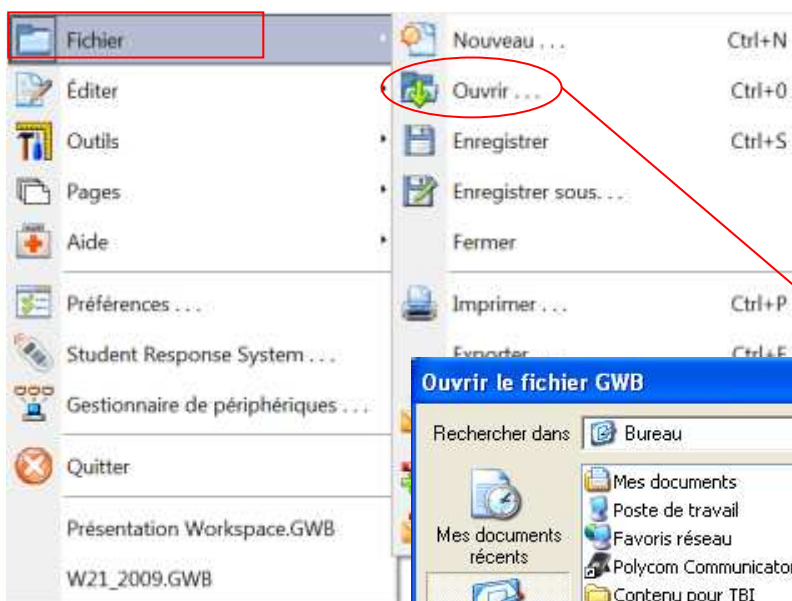 Fichier
Éditer
Outils
Pages
Aide
Préférences . . .
Student Response System . . .
Gestionnaire de périphériques . . .
Quitter
Présentation Workspace.GWB
W21_2009.GWB
Nouveau . . . Ctrl+N
Ouvrir . . . Ctrl+0
Enregistrer Ctrl+S
Enregistrer sous. . .
Fermer
Imprimer . . . Ctrl+P
Exporter Ctrl+E
Ouvrir le fichier GWB
Rechercher dans Bureau
Mes documents
récents
Mes documents
Poste de travail
Favoris réseau
Polycom Communicator
Contenu pour TBI